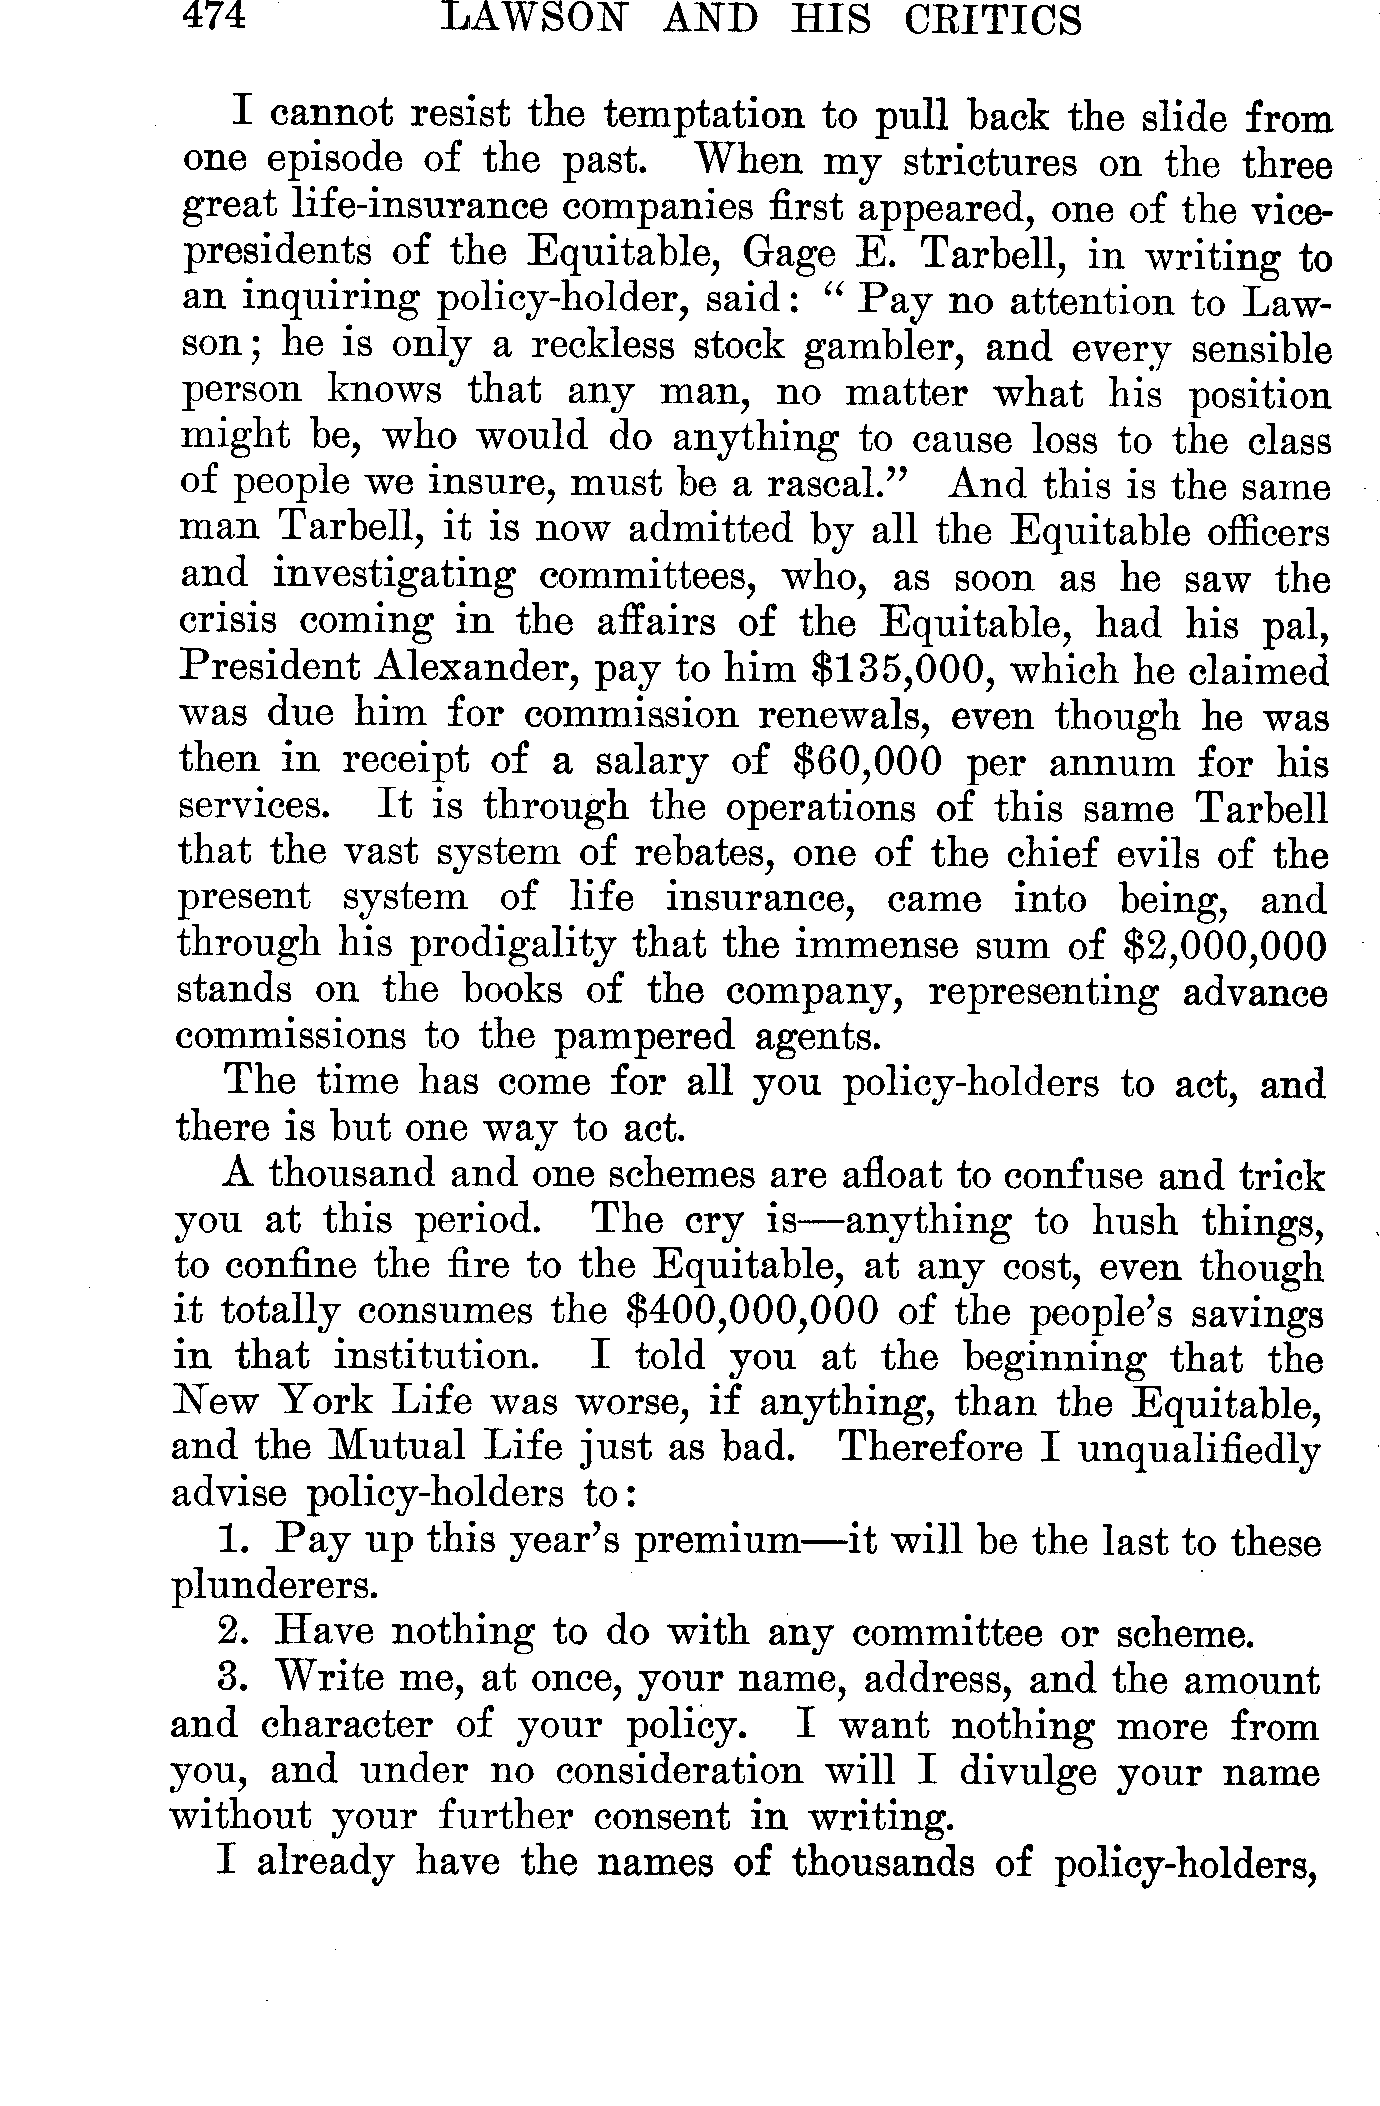 474 LAWSON AND HIS CRITICS
I cannot resist the temptation to pull back the slide from
one episode of the past. When my strictures on the three
great life-insurance companies first appeared, one of the vice-
presidents of the Equitable, Gage E. Tarbell, in writing to
an inquiring policy-holder, said: “ Pay no attention to Law-
son; he is only a reckless stock gambler, and every sensible
person knows that any man, no matter what his position
might be, who would do anything to cause loss to the class
of people we insure, must be a rascal.” And this is the same
man Tarbell, it is now admitted by all the Equitable officers
and investigating committees, who, as soon as he saw the
crisis coming in the affairs of the Equitable, had his pal,
President Alexander, pay to him $135,000, which he claimed
was due him for commission renewals, even though he was
then in receipt of a salary of $60,000 per annum for his
services. It is through the operations of this same Tarbell
that the vast system of rebates, one of the chief evils of the
present system of life insurance, came into being, and
through his prodigality that the immense sum of $2,000,000
stands on the books of the company, representing advance
commissions to the pampered agents.
The time has come for all you policy-holders to act, and
there is but one way to act.
A thousand and one schemes are afloat to confuse and trick
you at this period. The cry is—anything to hush things,
to confine the fire to the Equitable, at any cost, even though
it totally consumes the $400,000,000 of the people’s savings
in that institution. I told you at the beginning that the
New York Life was worse, if anything, than the Equitable,
and the Mutual Life just as bad. Therefore I unqualifiedly
advise policy-holders to:
1. Pay up this year’s premium—it will be the last to these
plunderers.
2. Have nothing to do with any committee or scheme.
3. Write me, at once, your name, address, and the amount
and character of your policy. I want nothing more from
you, and under no consideration will I divulge your name
without your further consent in writing.
I already have the names of thousands of policy-holders,